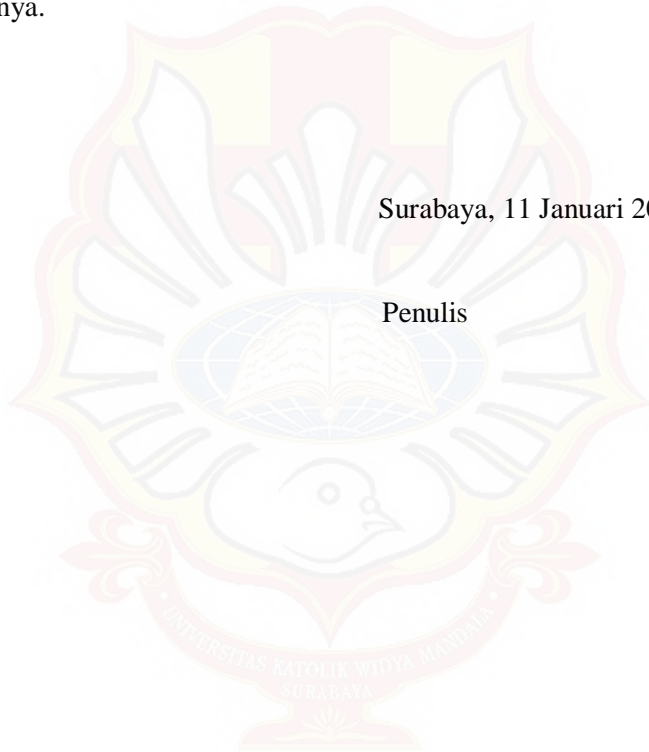 nya.
Surabaya, 11 Januari 20
Penulis
UNIVERSITAS KATOLIK WIDYA MANDALA
SURABAYA